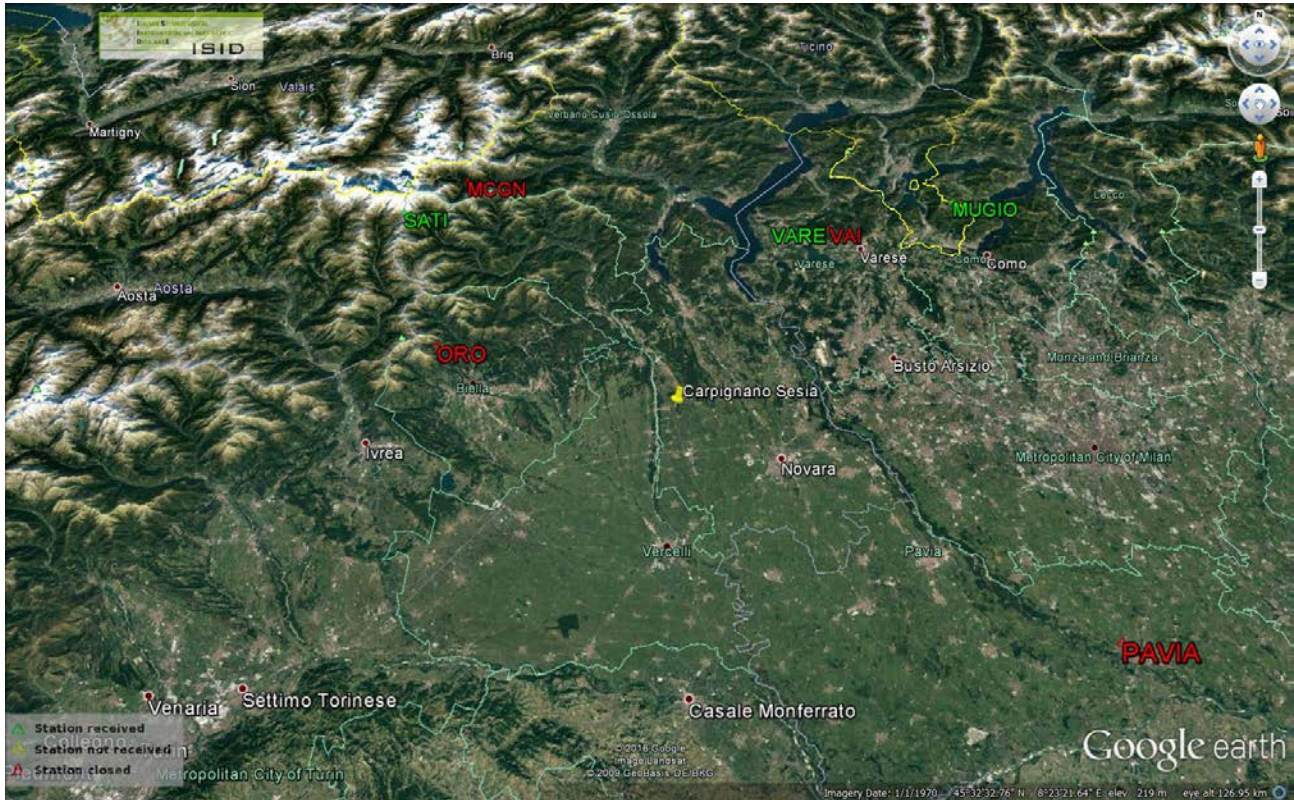 ISID
Brig
Ticino
Sion
Valais
Verbano Cusio Ossola
Martigny
MCGN
Lecco
SATI
MUGIO
VARE
VAI
Varese
Varese
Como
Como
Aosta
Aosta
ORO
Biella
Busto Arsizio
Monza and Brianza
Carpignano Sesia
Ivrea
Novara
Metropolitan City of Milan
Vercelli
Pavia
PAVIA
Venaria
Settimo Torinese
Casale Monferrato
Station received
Collegno
Station not received
Station closed
Metropolitan City of Turin
© 2016 Google
Image Landsat
© 2009 GeoBasis-DE/BKG
Google earth
Imagery Date: 1/1/1970 45°32'32.76" N 8°23'21.64" E elev 219 m eye alt 126.95 km